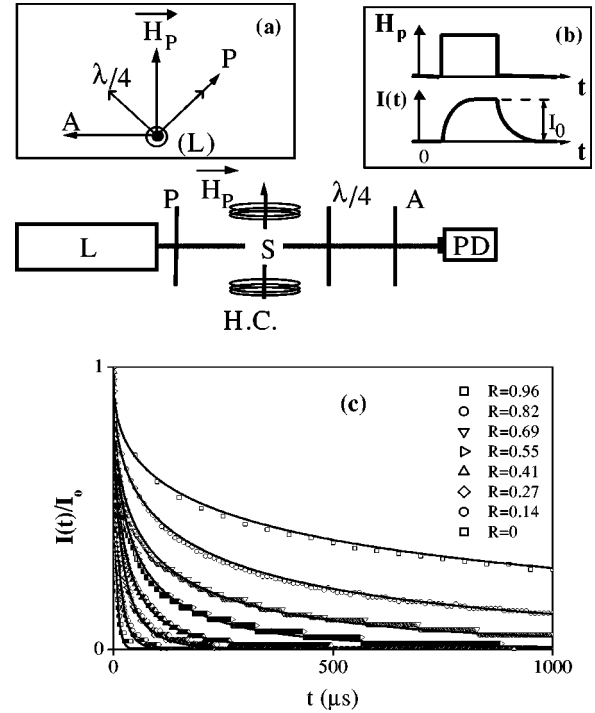 H_P
(a)
P
λ/4
A
(L)
H_p
(b)
t
I(t)
I_0
0
t
P
H_P
λ/4
A
L
S
PD
H.C.
1
(c)
R=0.96
R=0.82
R=0.69
R=0.55
R=0.41
R=0.27
R=0.14
R=0
I(t)/I_o
0
0
500
1000
t (μs)